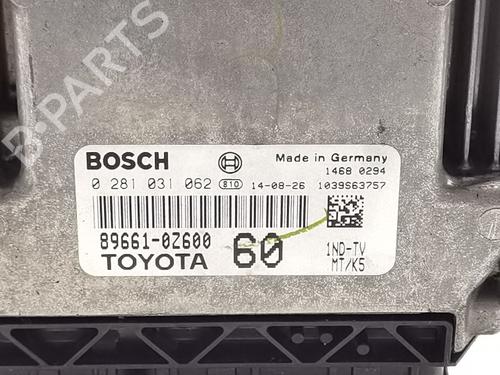 B-PARTS
BOSCH
Made in Germany
1468 0294
0 281 031 062 810 14-08-26 1039S63757
89661-0Z600
TOYOTA
60
1ND-TV
MT/K5